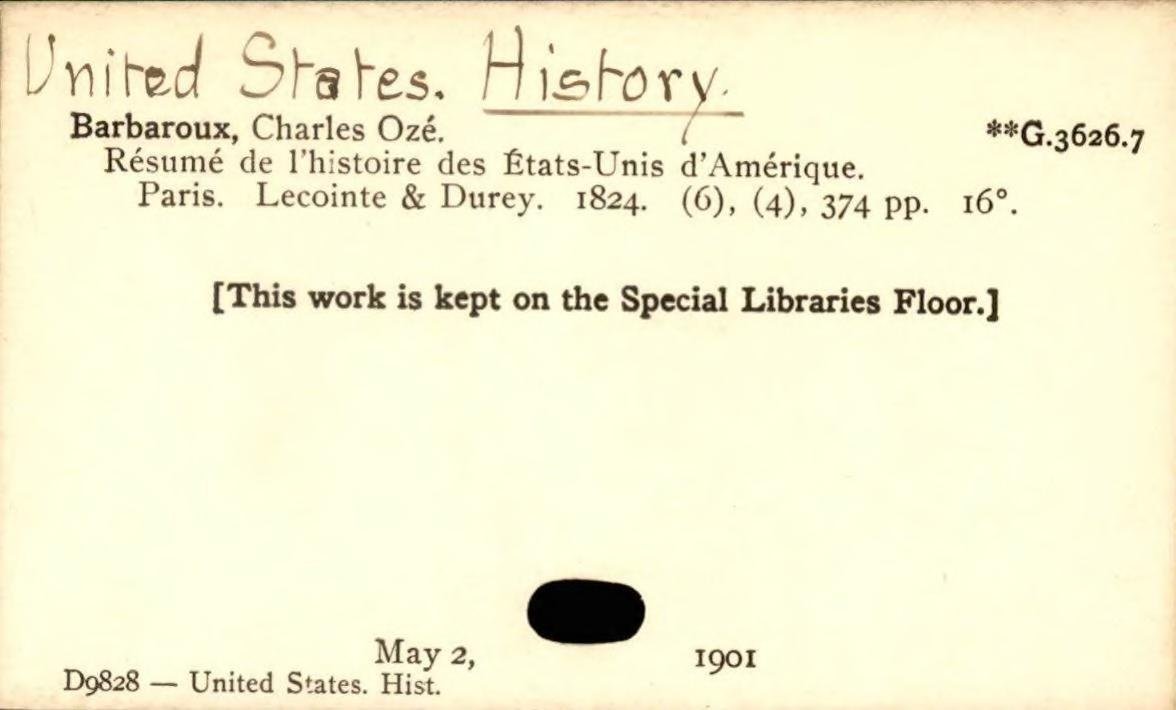 United States. History.
Barbaroux, Charles Ozé. **G.3626.7
Résumé de l'histoire des États-Unis d'Amérique.
Paris. Lecointe & Durey. 1824. (6), (4), 374 pp. 16°.
[This work is kept on the Special Libraries Floor.]
May 2, 1901
D9828 — United States. Hist.